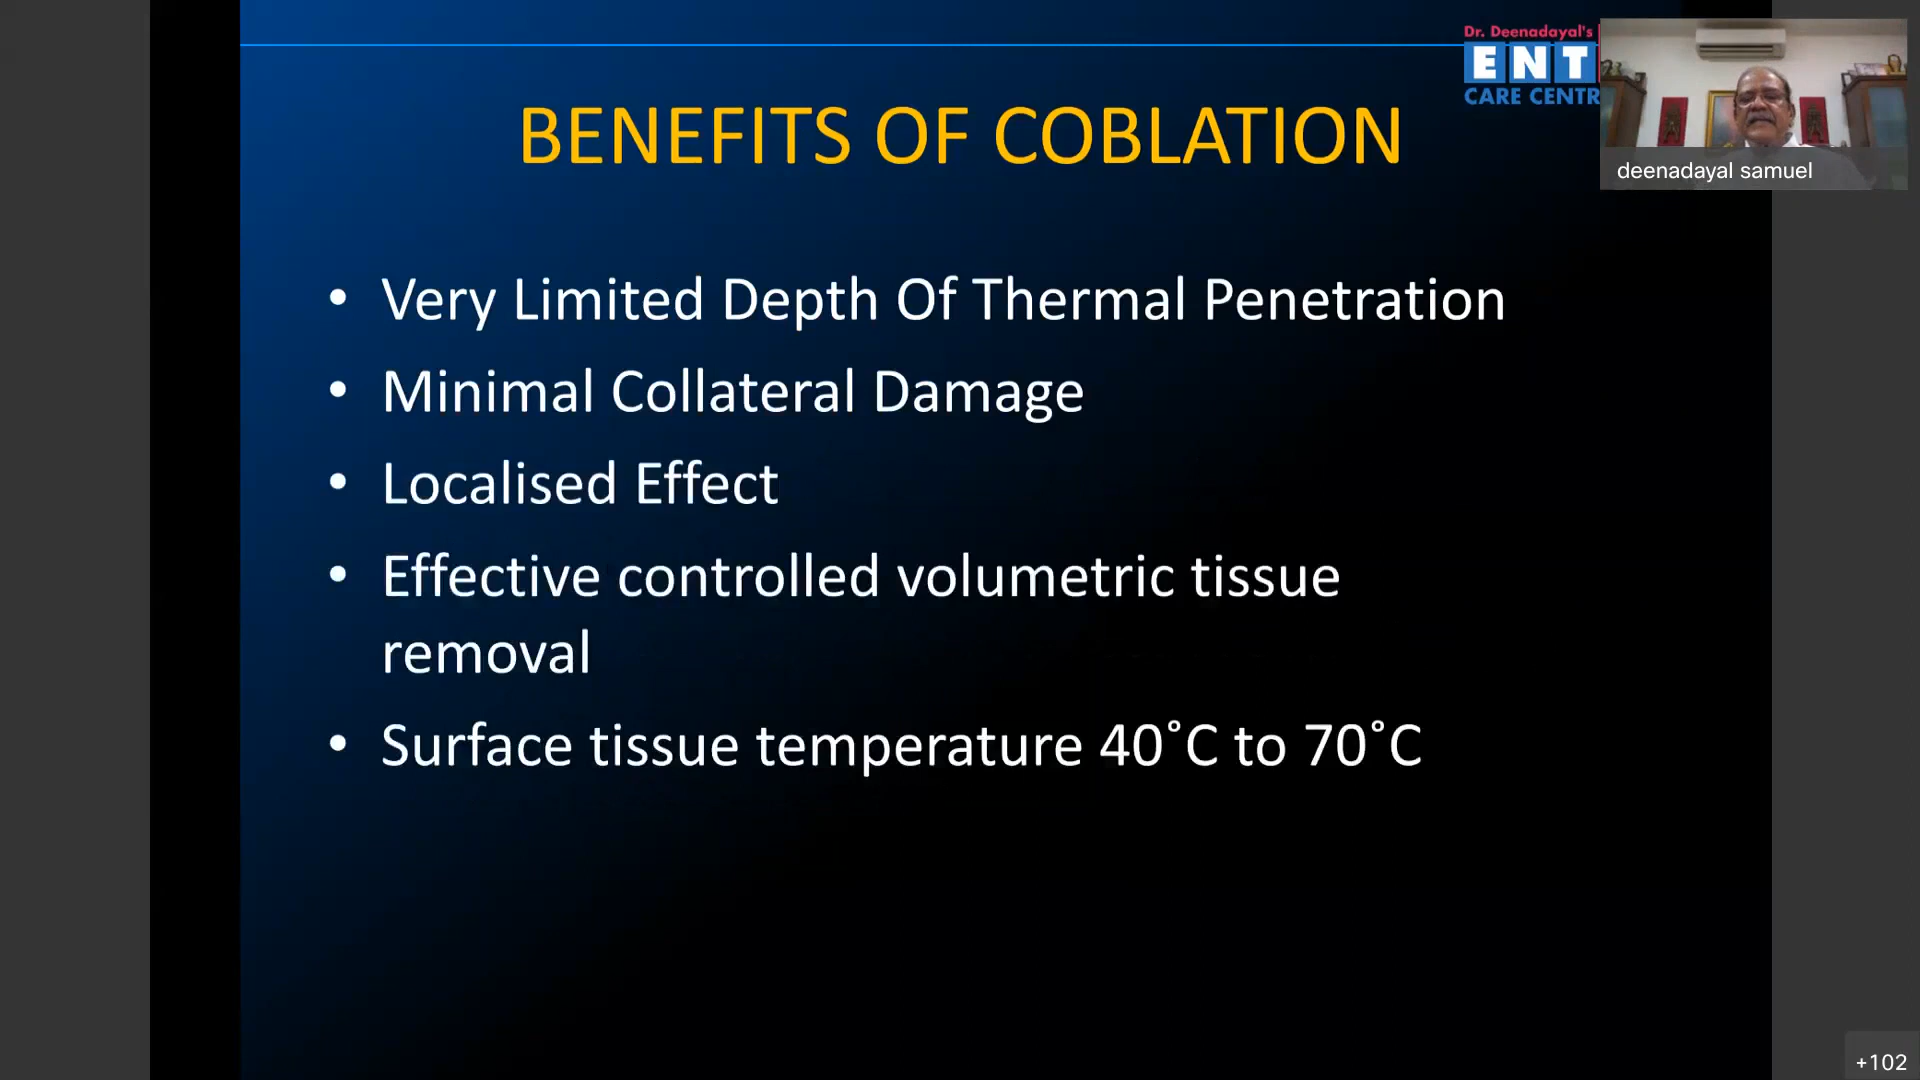 Dr. Deenadayal's
ENT
CARE CENTR
deenadayal samuel
BENEFITS OF COBLATION
• Very Limited Depth Of Thermal Penetration
• Minimal Collateral Damage
• Localised Effect
• Effective controlled volumetric tissue
removal
• Surface tissue temperature 40˚C to 70˚C
+102